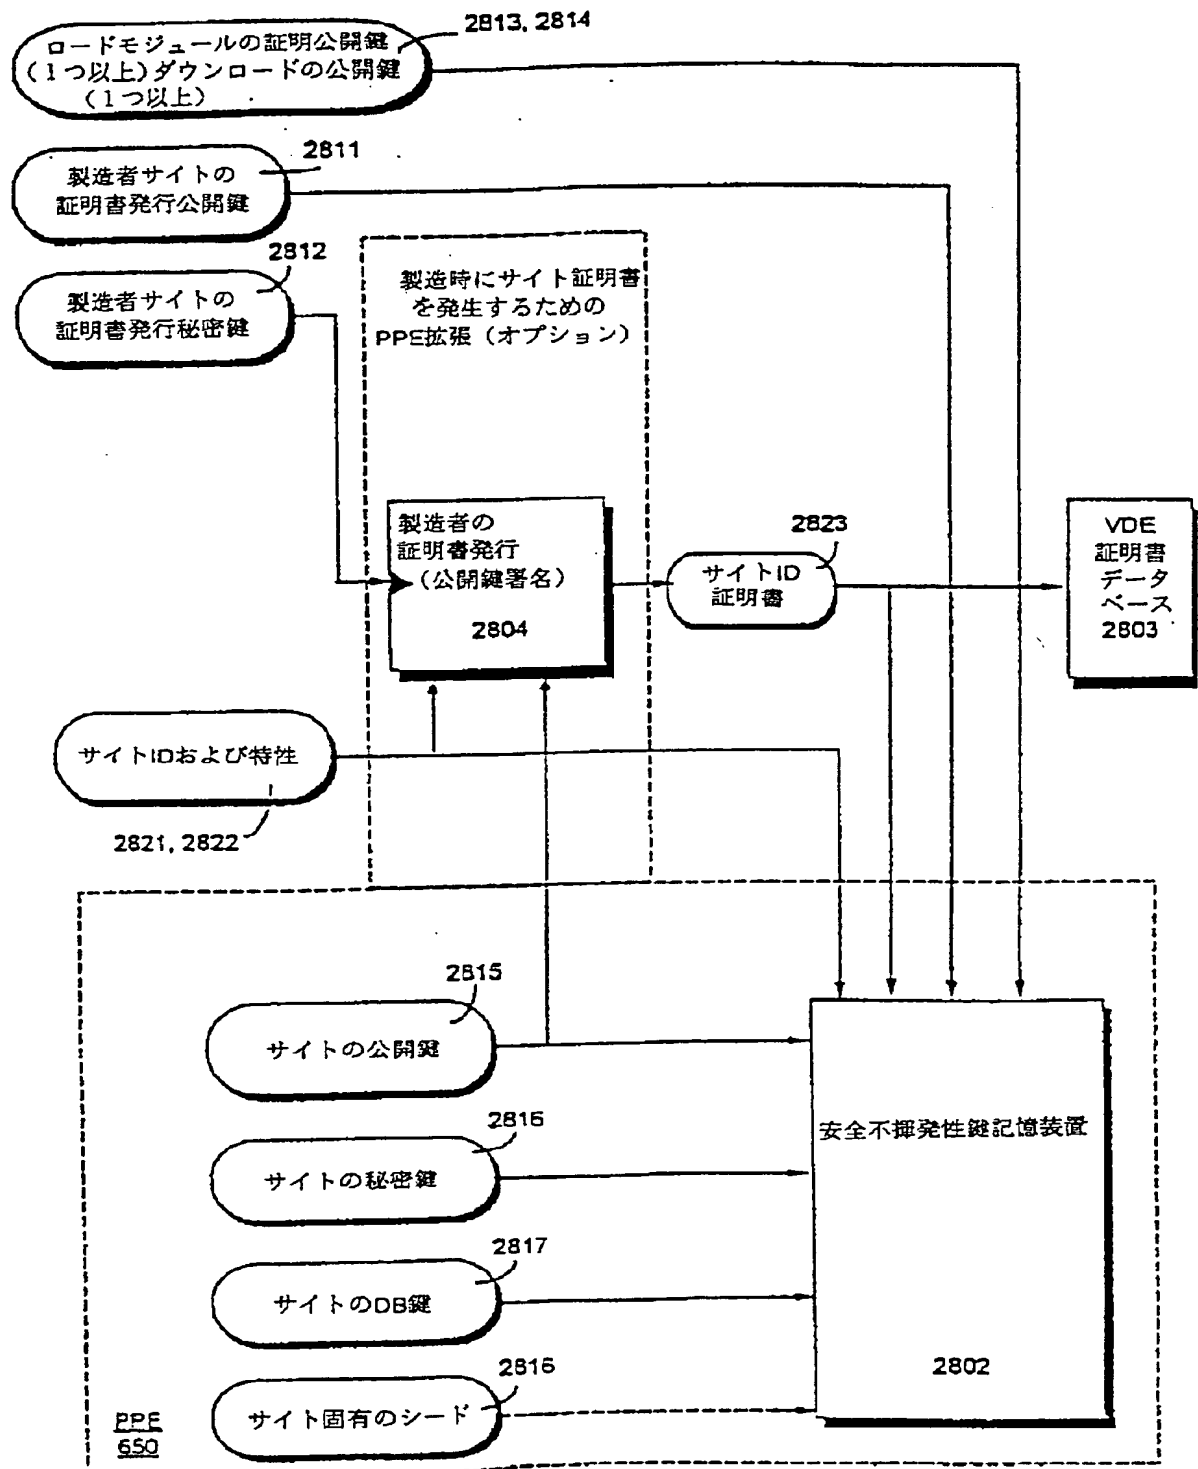 2813, 2814
ロードモジュールの証明公開鍵
(1つ以上)ダウンロードの公開鍵
(1つ以上)
2811
製造者サイトの
証明書発行公開鍵
2812
製造者サイトの
証明書発行秘密鍵
製造時にサイト証明書
を発生するための
PPE拡張(オプション)
製造者の
証明書発行
(公開鍵署名)
2804
2823
サイトID
証明書
VDE
証明書
データ
ベース
2803
サイトIDおよび特性
2821, 2822
2815
サイトの公開鍵
2816
サイトの秘密鍵
2817
サイトのDB鍵
2816
サイト固有のシード
安全不揮発性鍵記憶装置
2802
PPE
650